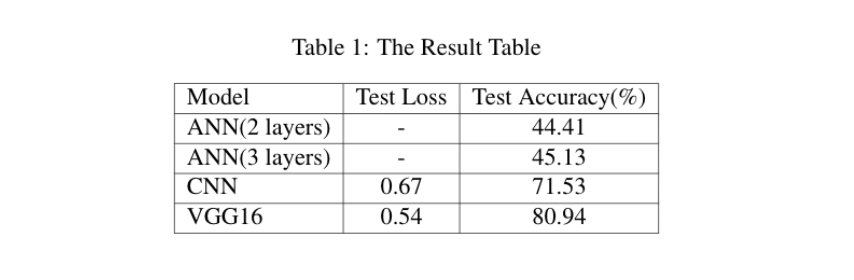 Table 1: The Result Table
Model Test Loss Test Accuracy(%)
ANN(2 layers) - 44.41
ANN(3 layers) - 45.13
CNN 0.67 71.53
VGG16 0.54 80.94